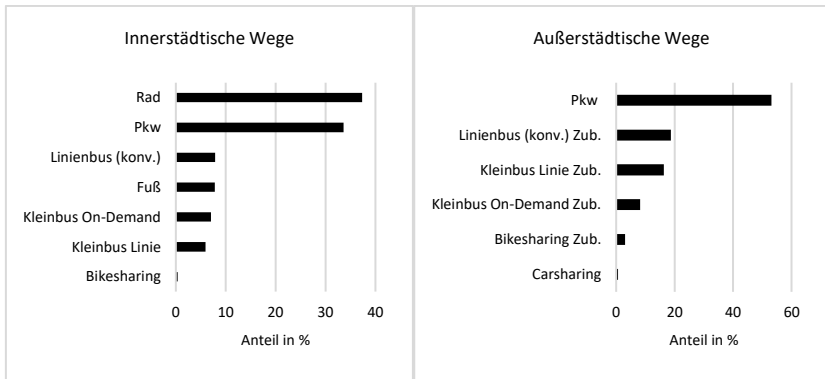 Innerstädtische Wege
Rad
Pkw
Linienbus (konv.)
Fuß
Kleinbus On-Demand
Kleinbus Linie
Bikesharing
0 10 20 30 40
Anteil in %
Außerstädtische Wege
Pkw
Linienbus (konv.) Zub.
Kleinbus Linie Zub.
Kleinbus On-Demand Zub.
Bikesharing Zub.
Carsharing
0 20 40 60
Anteil in %